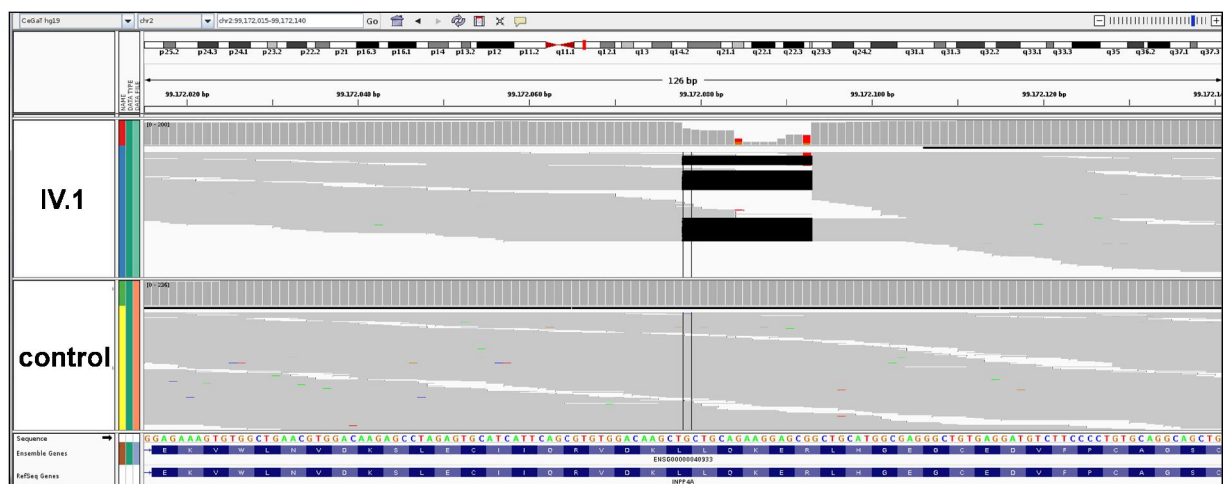 CeGaT hg19 chr2 chr2:99,172,015-99,172,140 Go
p25.2 p24.3 p24.1 p23.2 p22.2 p21 p16.3 p16.1 p14 p13.2 p12 p11.2 q11.1 q12.1 q13 q14.2 q21.1 q22.1 q22.3 q23.3 q24.3 q31.1 q31.3 q32.2 q33.1 q33.3 q35 q36.2 q37.1 q37.3
NAME
DATA TYPE
DATA FILE
126 bp
99.172.020 bp 99.172.040 bp 99.172.060 bp 99.172.080 bp 99.172.100 bp 99.172.120 bp 99.172.1
[0 - 200]
IV.1
control
Sequence
GGAGAAAGTGTGGCTGAACGTGGACAAGAGCCTAGAGTGCATCATTCAGCGTGTGGACAAGCTGCTGCAGAAGGAGCGGCTGCATGGCGAGGGCTGTGAGGATGTCTTCCCCTGTGCAGGCAGCTG
Ensemble Genes
E K V W L N V D K S L E C I I Q R V D K L L Q K E R L H G E G C E D V F P C A G S C
ENSG00000040933
RefSeq Genes
E K V W L N V D K S L E C I I Q R V D K L L Q K E R L H G E G C E D V F P C A G S C
INPP4A